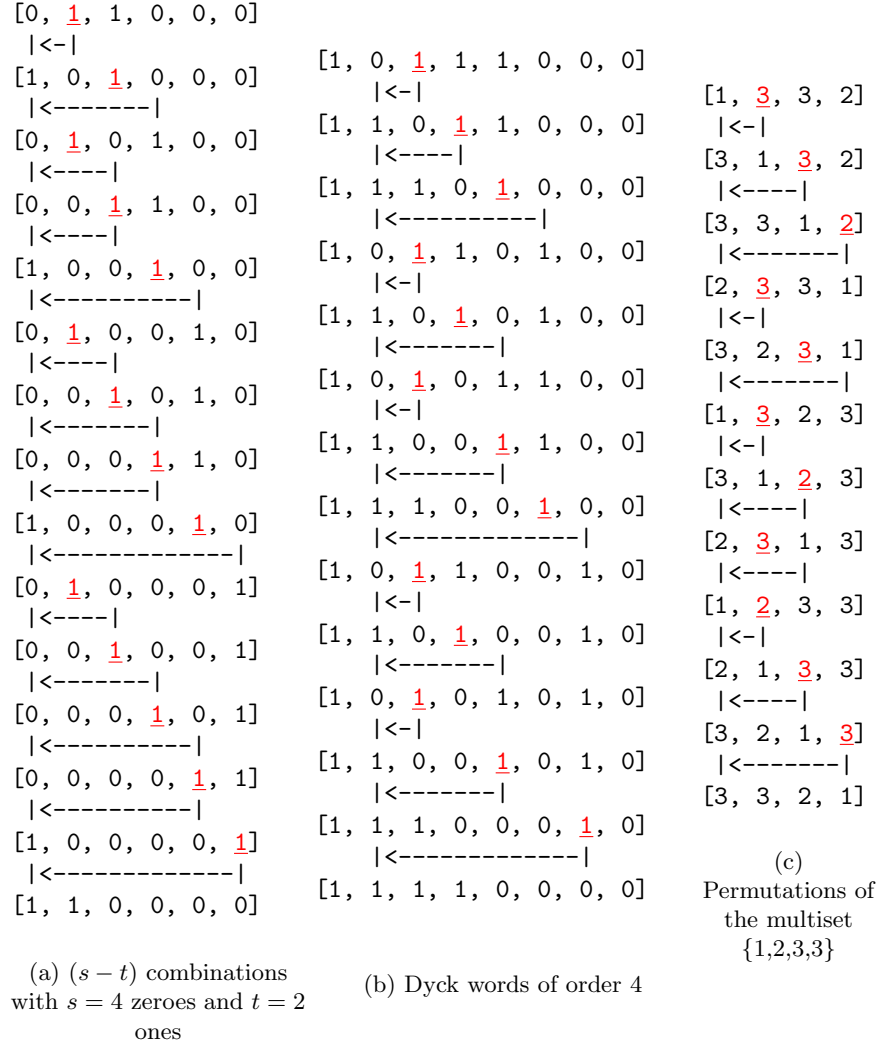 [0, 1, 1, 0, 0, 0]
|<-|
[1, 0, 1, 0, 0, 0]
|<-------|
[0, 1, 0, 1, 0, 0]
|<----|
[0, 0, 1, 1, 0, 0]
|<----|
[1, 0, 0, 1, 0, 0]
|<----------|
[0, 1, 0, 0, 1, 0]
|<----|
[0, 0, 1, 0, 1, 0]
|<-------|
[0, 0, 0, 1, 1, 0]
|<-------|
[1, 0, 0, 0, 1, 0]
|<-------------|
[0, 1, 0, 0, 0, 1]
|<----|
[0, 0, 1, 0, 0, 1]
|<-------|
[0, 0, 0, 1, 0, 1]
|<----------|
[0, 0, 0, 0, 1, 1]
|<----------|
[1, 0, 0, 0, 0, 1]
|<-------------|
[1, 1, 0, 0, 0, 0]
(a) (s − t) combinations
with s = 4 zeroes and t = 2
ones
[1, 0, 1, 1, 1, 0, 0, 0]
|<-|
[1, 1, 0, 1, 1, 0, 0, 0]
|<----|
[1, 1, 1, 0, 1, 0, 0, 0]
|<----------|
[1, 0, 1, 1, 0, 1, 0, 0]
|<-|
[1, 1, 0, 1, 0, 1, 0, 0]
|<-------|
[1, 0, 1, 0, 1, 1, 0, 0]
|<-|
[1, 1, 0, 0, 1, 1, 0, 0]
|<-------|
[1, 1, 1, 0, 0, 1, 0, 0]
|<-------------|
[1, 0, 1, 1, 0, 0, 1, 0]
|<-|
[1, 1, 0, 1, 0, 0, 1, 0]
|<-------|
[1, 0, 1, 0, 1, 0, 1, 0]
|<-|
[1, 1, 0, 0, 1, 0, 1, 0]
|<-------|
[1, 1, 1, 0, 0, 0, 1, 0]
|<-------------|
[1, 1, 1, 1, 0, 0, 0, 0]
(b) Dyck words of order 4
[1, 3, 3, 2]
|<-|
[3, 1, 3, 2]
|<----|
[3, 3, 1, 2]
|<-------|
[2, 3, 3, 1]
|<-|
[3, 2, 3, 1]
|<-------|
[1, 3, 2, 3]
|<-|
[3, 1, 2, 3]
|<----|
[2, 3, 1, 3]
|<----|
[1, 2, 3, 3]
|<-|
[2, 1, 3, 3]
|<----|
[3, 2, 1, 3]
|<-------|
[3, 3, 2, 1]
(c)
Permutations of
the multiset
{1,2,3,3}